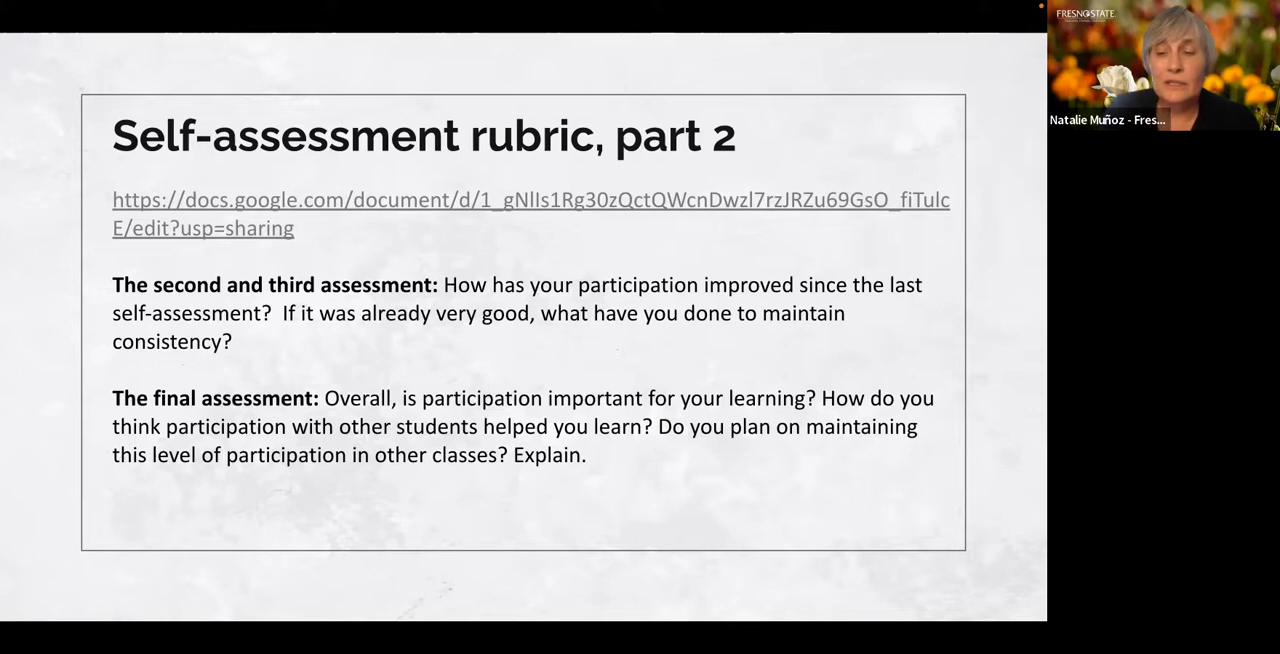 Self-assessment rubric, part 2
https://docs.google.com/document/d/1_gNlIs1Rg30zQctQWcnDwzl7rzJRZu69GsO_fiTulc
E/edit?usp=sharing
The second and third assessment: How has your participation improved since the last
self-assessment?  If it was already very good, what have you done to maintain
consistency?
The final assessment: Overall, is participation important for your learning? How do you
think participation with other students helped you learn? Do you plan on maintaining
this level of participation in other classes? Explain.
FRESNO STATE
Natalie Muñoz - Fres...